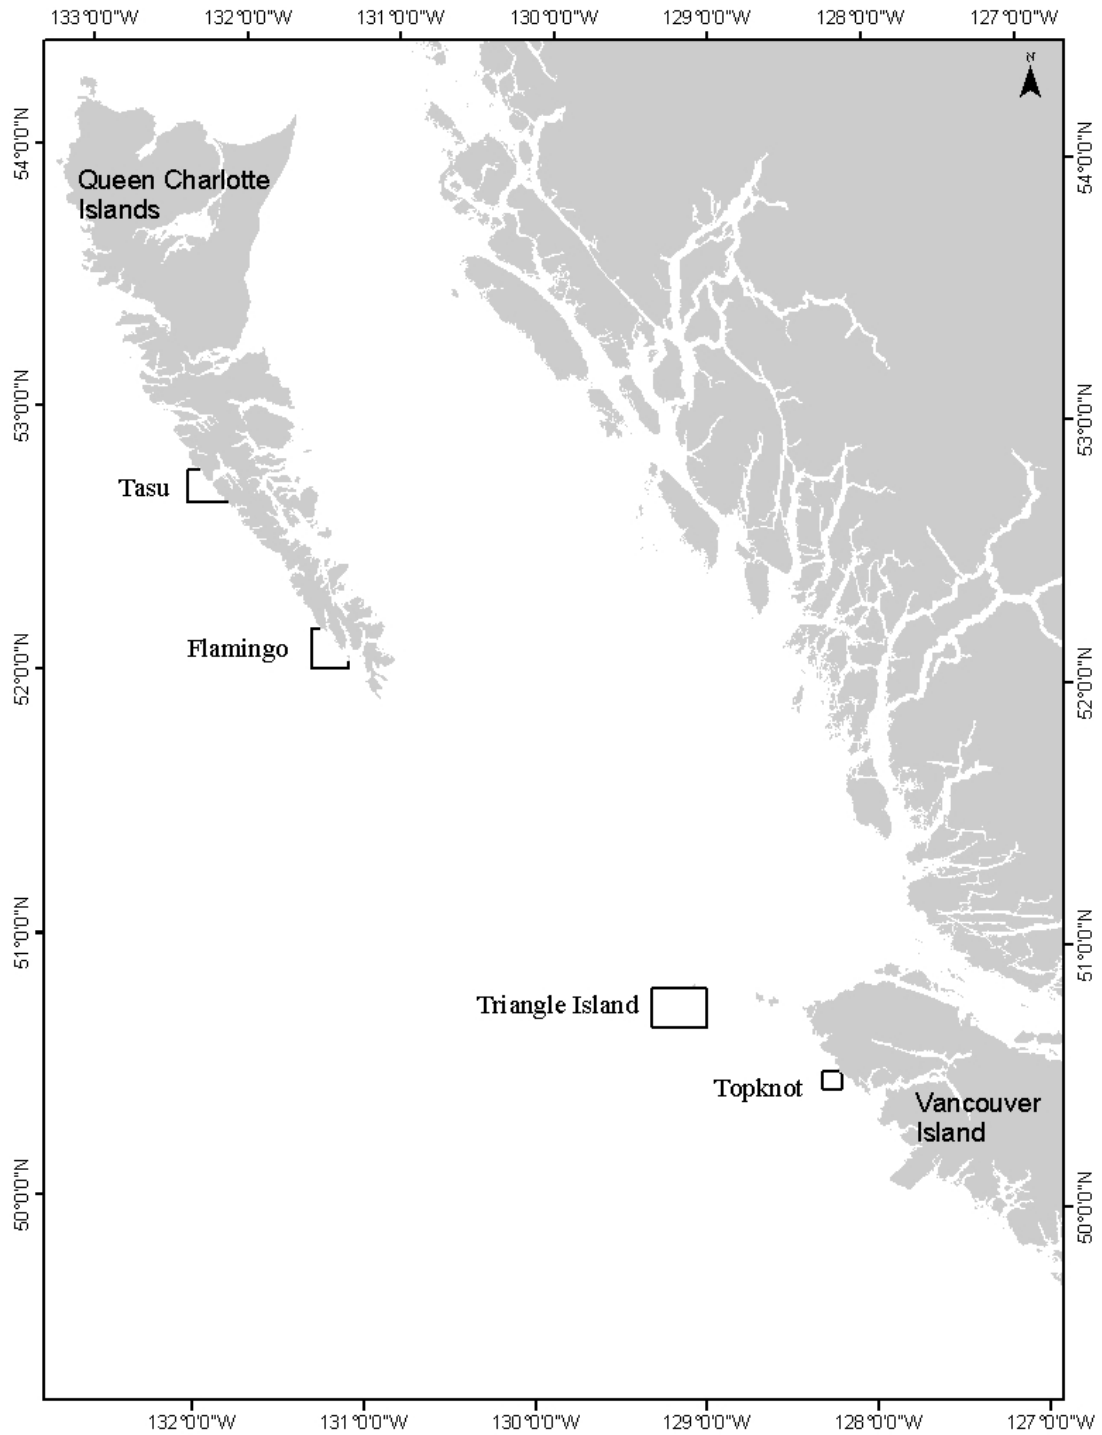 133°0'0"W 132°0'0"W 131°0'0"W 130°0'0"W 129°0'0"W 128°0'0"W 127°0'0"W
N
54°0'0"N
54°0'0"N
Queen Charlotte
Islands
53°0'0"N
53°0'0"N
Tasu
Flamingo
52°0'0"N
52°0'0"N
51°0'0"N
51°0'0"N
Triangle Island
Topknot
Vancouver
Island
50°0'0"N
50°0'0"N
132°0'0"W 131°0'0"W 130°0'0"W 129°0'0"W 128°0'0"W 127°0'0"W